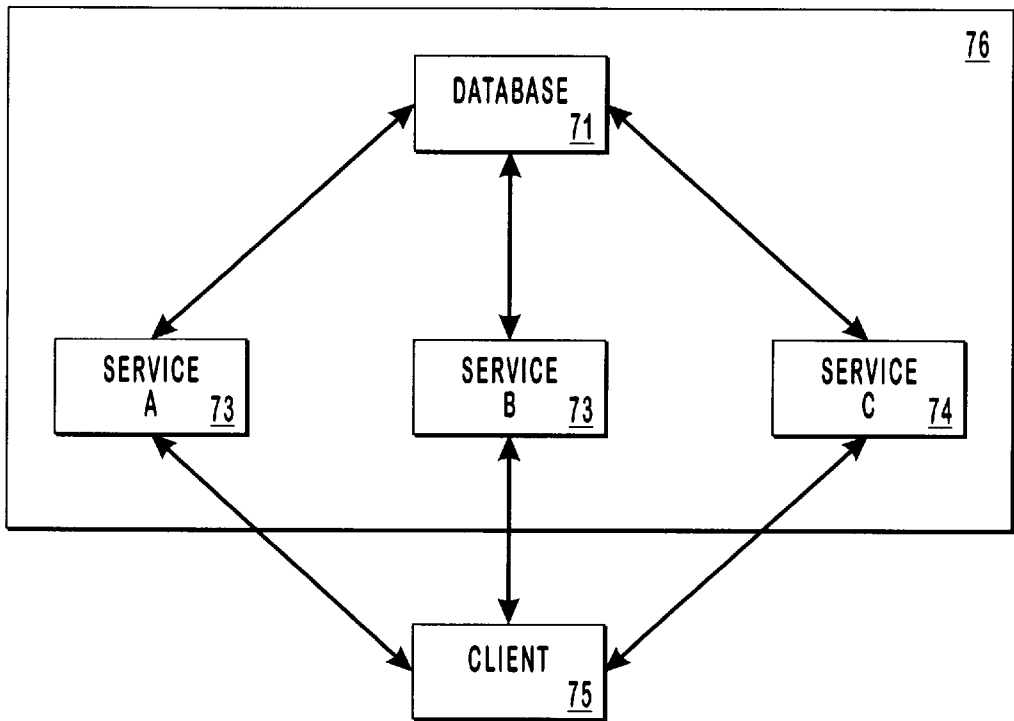 76
DATABASE
71
SERVICE
A
73
SERVICE
B
73
SERVICE
C
74
CLIENT
75